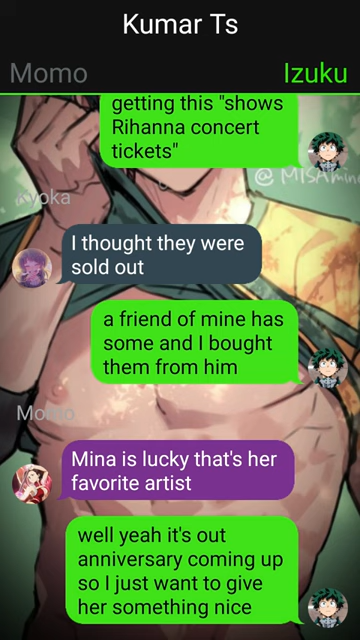 Kumar Ts
Momo
Izuku
getting this "shows
Rihanna concert
tickets"
@MISAmine
Kyoka
I thought they were
sold out
a friend of mine has
some and I bought
them from him
Momo
Mina is lucky that's her
favorite artist
well yeah it's out
anniversary coming up
so I just want to give
her something nice